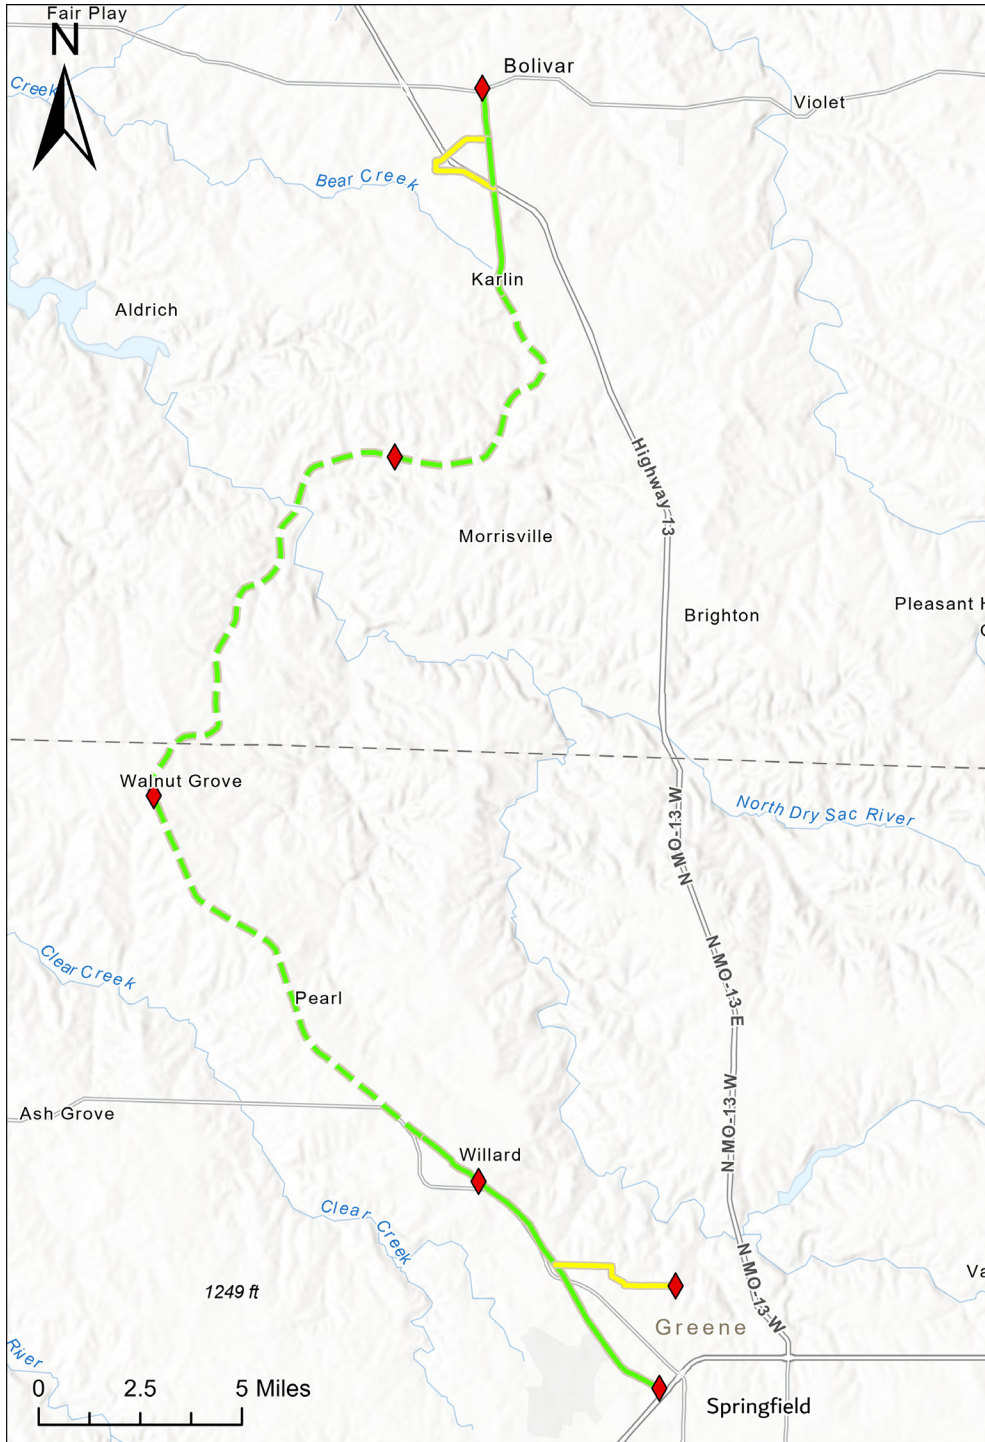 Fair Play
N
Bolivar
Creek
Violet
Bear Creek
Karlin
Aldrich
Highway 13
Morrisville
Pleasant H
Brighton
Walnut Grove
N-MO-13-W
North Dry Sac River
Clear Creek
N-MO-13-E
Pearl
N-MO-13-W
Ash Grove
Willard
Clear Creek
N-MO-13-W
Va
1249 ft
Greene
River
0 2.5 5 Miles
Springfield